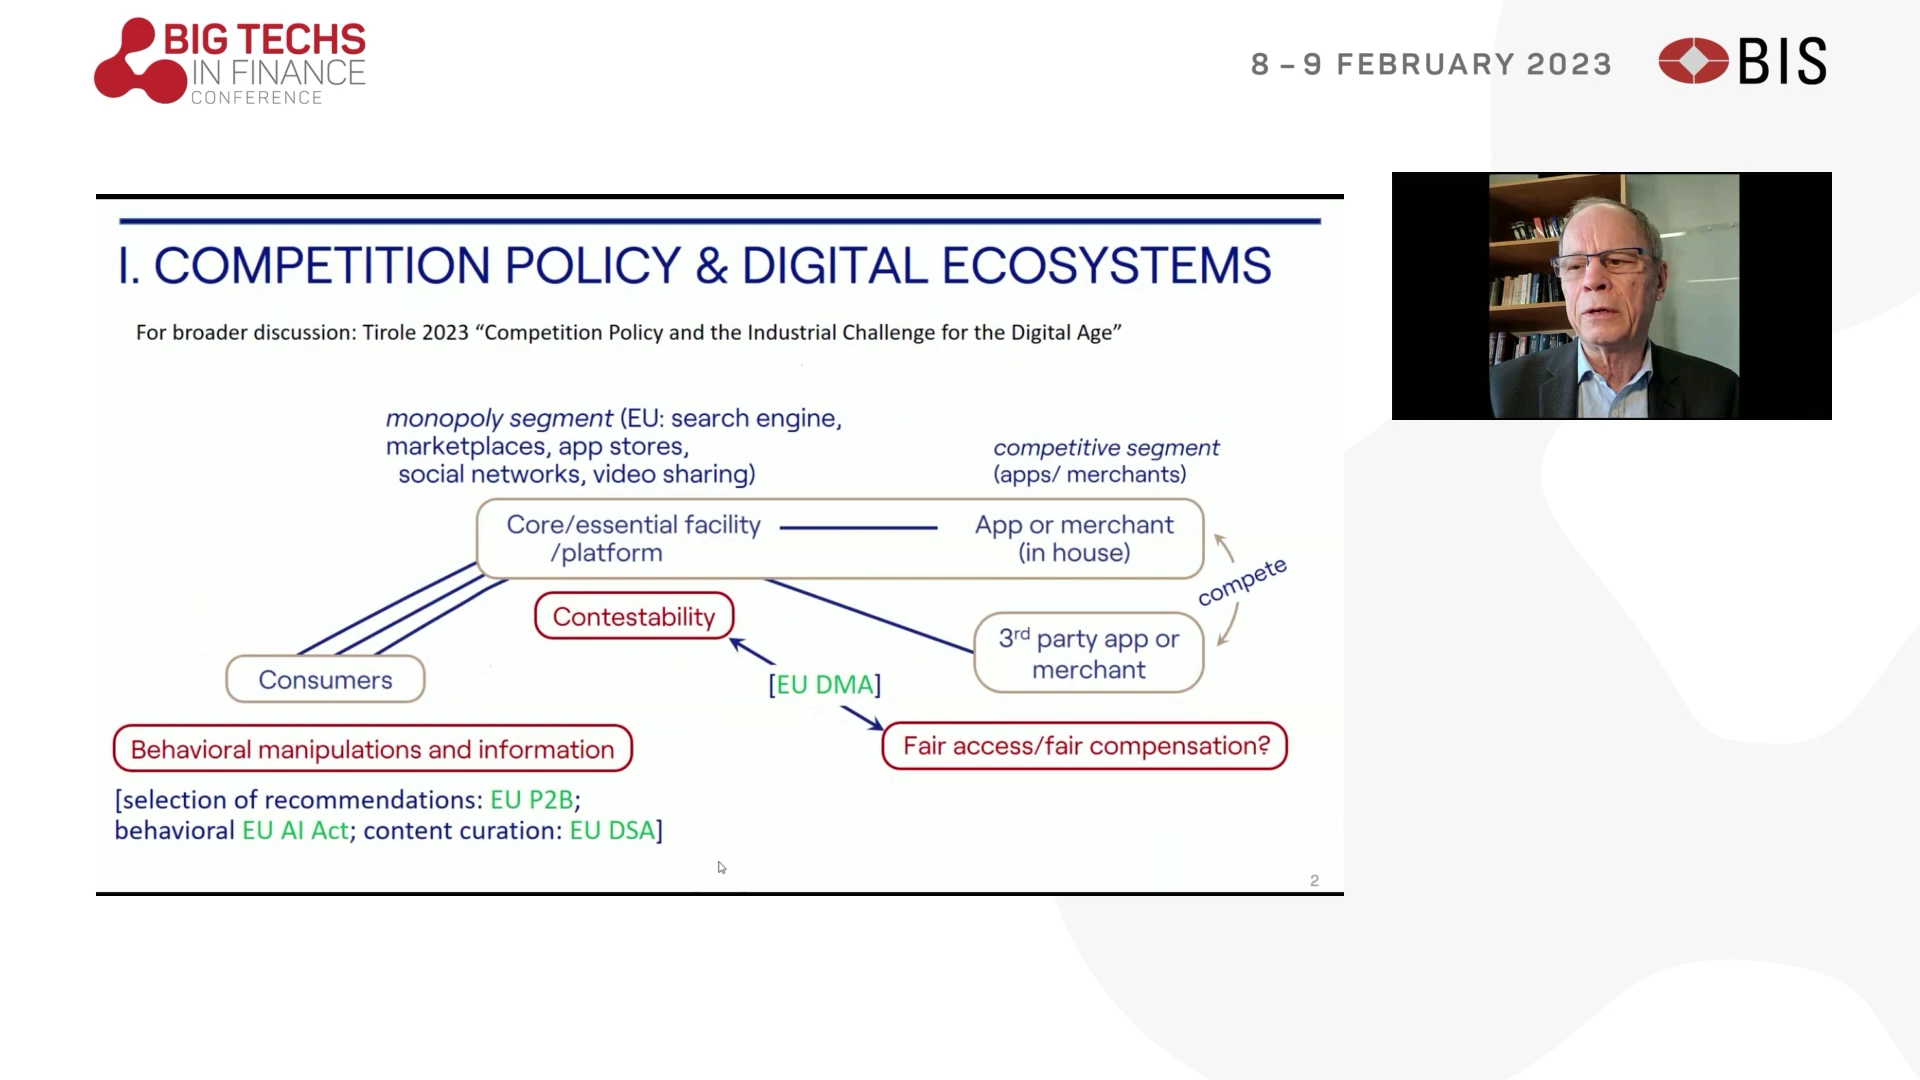 BIG TECHS
IN FINANCE
CONFERENCE
8 – 9 FEBRUARY 2023
BIS
I. COMPETITION POLICY & DIGITAL ECOSYSTEMS
For broader discussion: Tirole 2023 “Competition Policy and the Industrial Challenge for the Digital Age”
monopoly segment (EU: search engine,
marketplaces, app stores,
social networks, video sharing)
competitive segment
(apps/ merchants)
Core/essential facility
/platform
App or merchant
(in house)
compete
Contestability
3rd party app or
merchant
Consumers
[EU DMA]
Behavioral manipulations and information
Fair access/fair compensation?
[selection of recommendations: EU P2B;
behavioral EU AI Act; content curation: EU DSA]
2